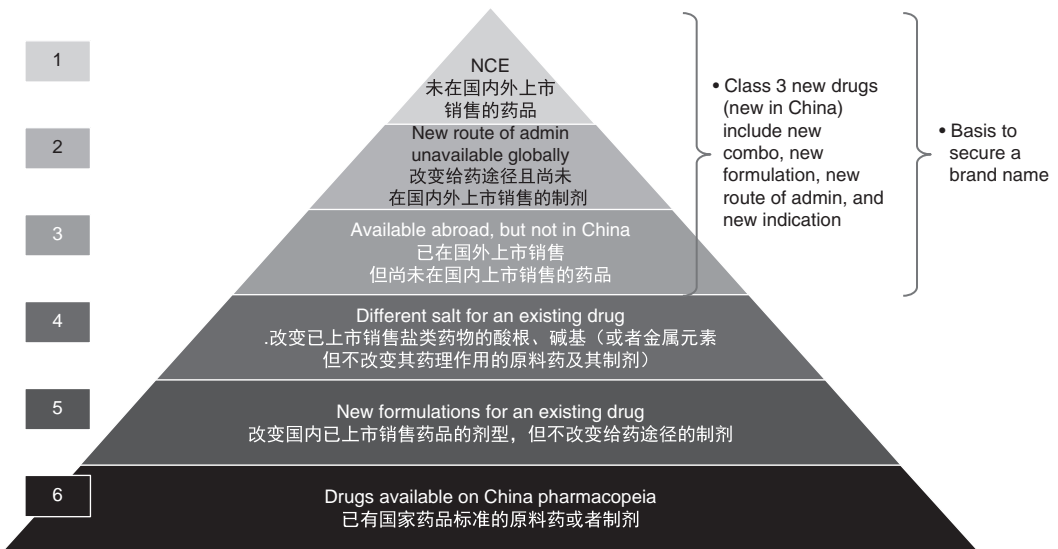 1
NCE
未在国内外上市
销售的药品
2
New route of admin
unavailable globally
改变给药途径且尚未
在国内外上市销售的制剂
3
Available abroad, but not in China
已在国外上市销售
但尚未在国内上市销售的药品
4
Different salt for an existing drug
.改变已上市销售盐类药物的酸根、碱基（或者金属元素
但不改变其药理作用的原料药及其制剂）
5
New formulations for an existing drug
改变国内已上市销售药品的剂型，但不改变给药途径的制剂
6
Drugs available on China pharmacopeia
已有国家药品标准的原料药或者制剂
• Class 3 new drugs
(new in China)
include new
combo, new
formulation, new
route of admin, and
new indication
• Basis to
secure a
brand name